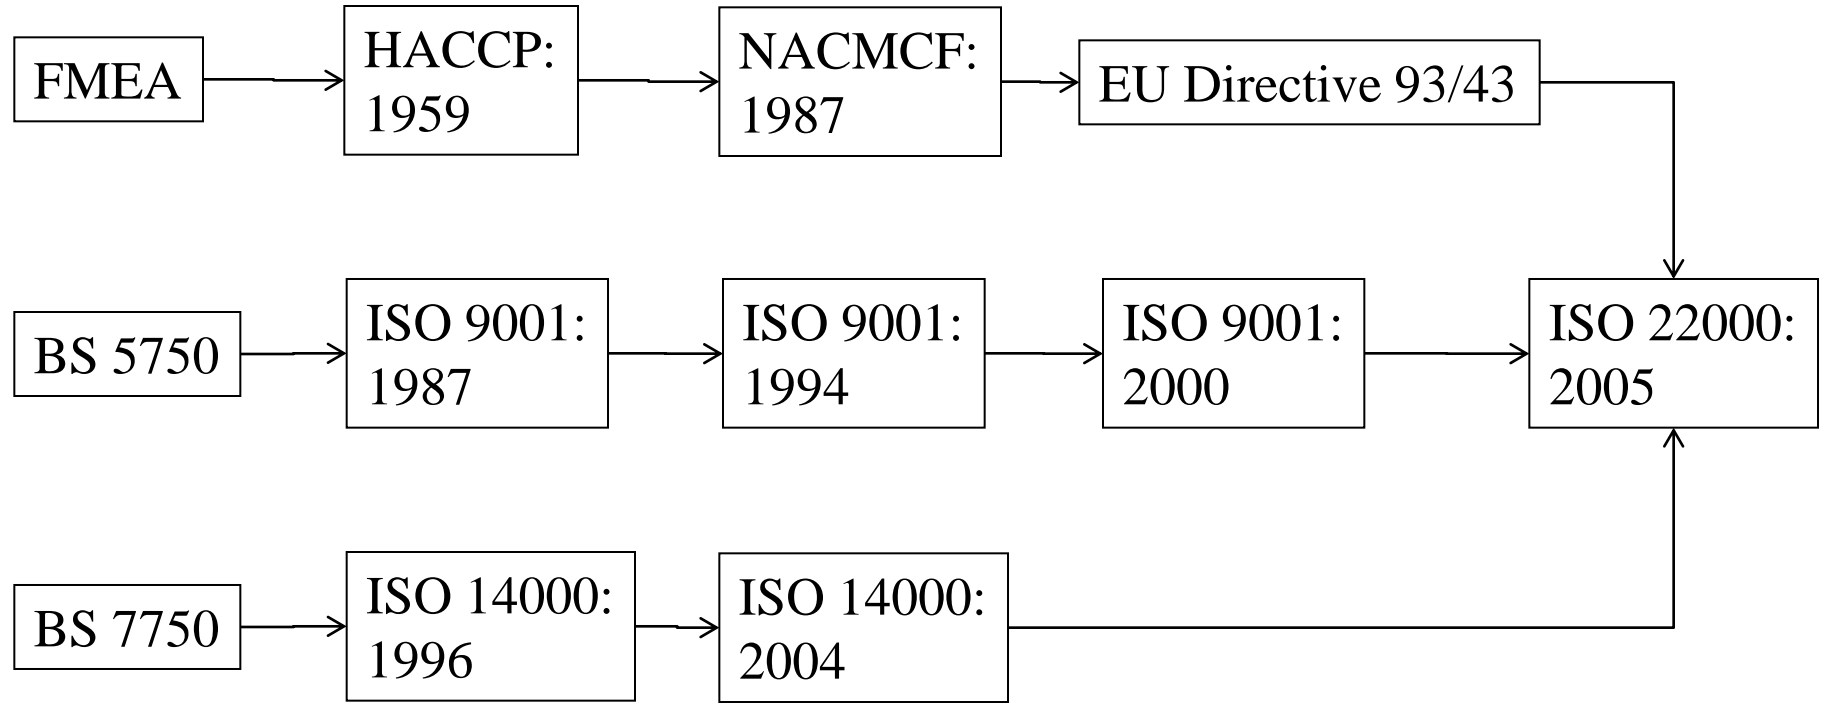 FMEA
HACCP:
1959
NACMCF:
1987
EU Directive 93/43
BS 5750
ISO 9001:
1987
ISO 9001:
1994
ISO 9001:
2000
ISO 22000:
2005
BS 7750
ISO 14000:
1996
ISO 14000:
2004